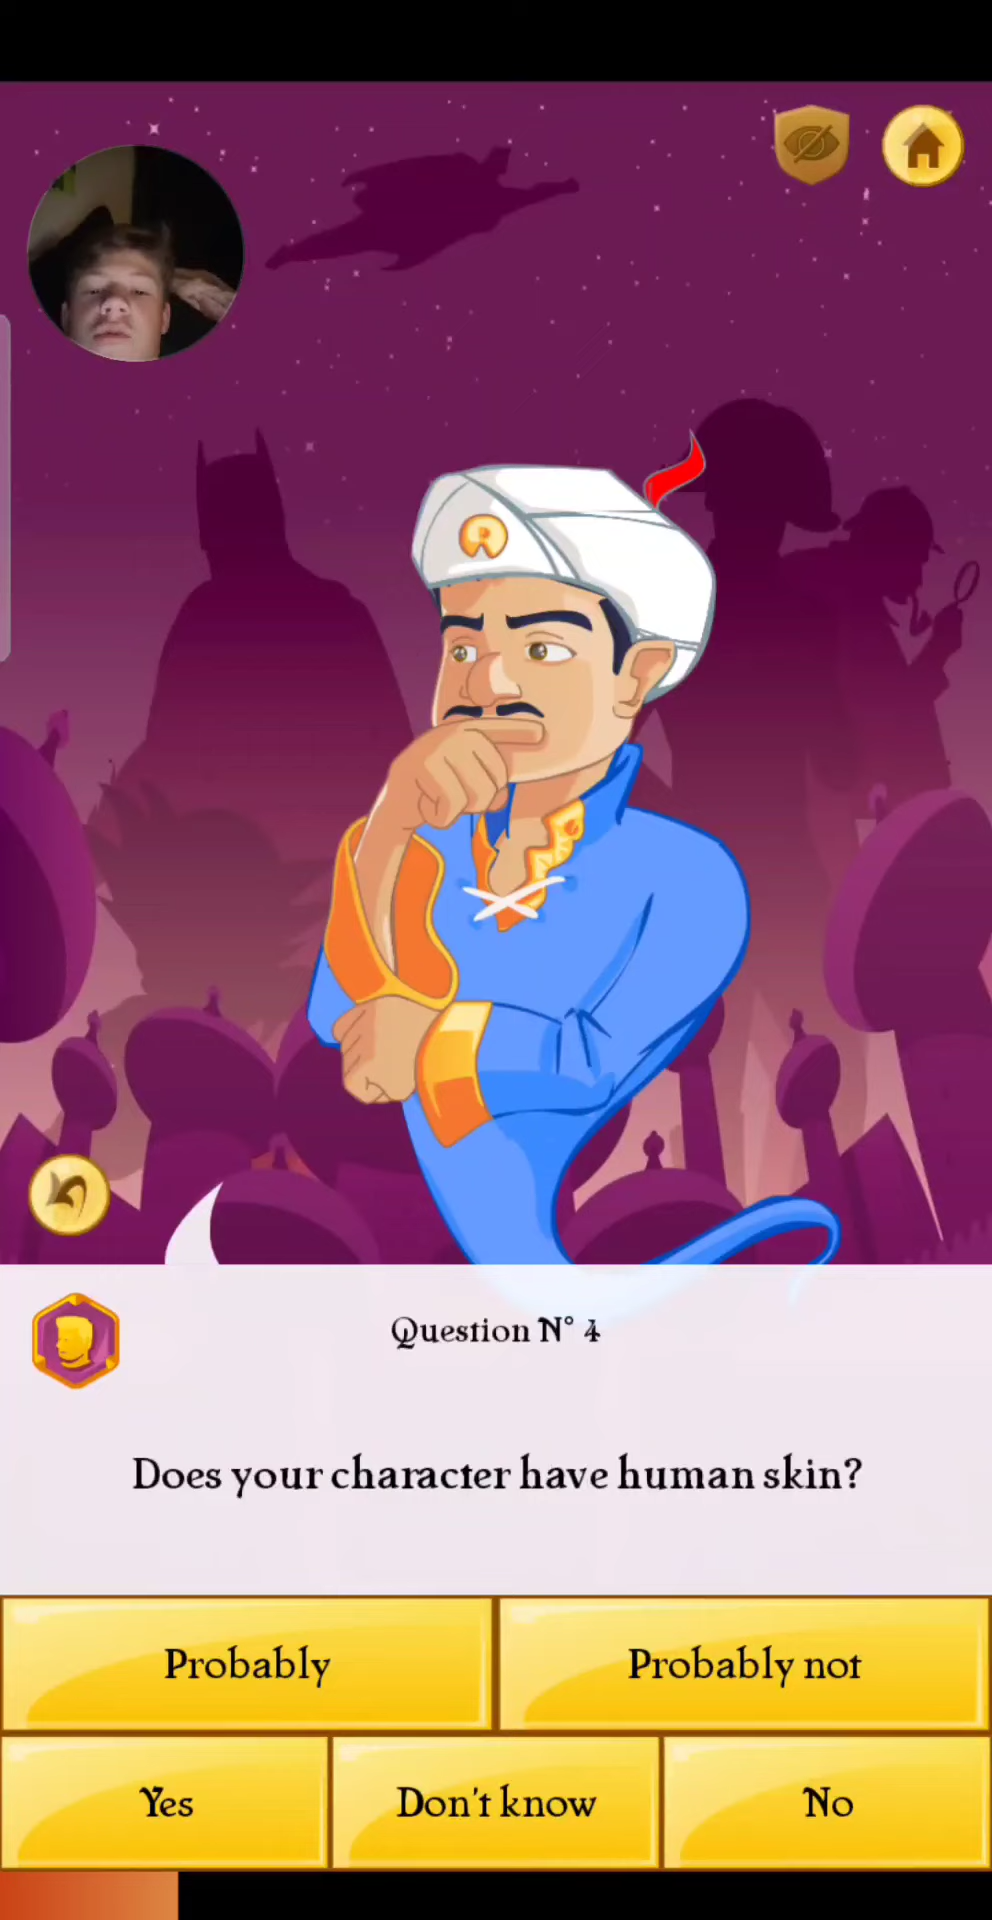 Question N° 4
Does your character have human skin?
Probably
Probably not
Yes
Don't know
No